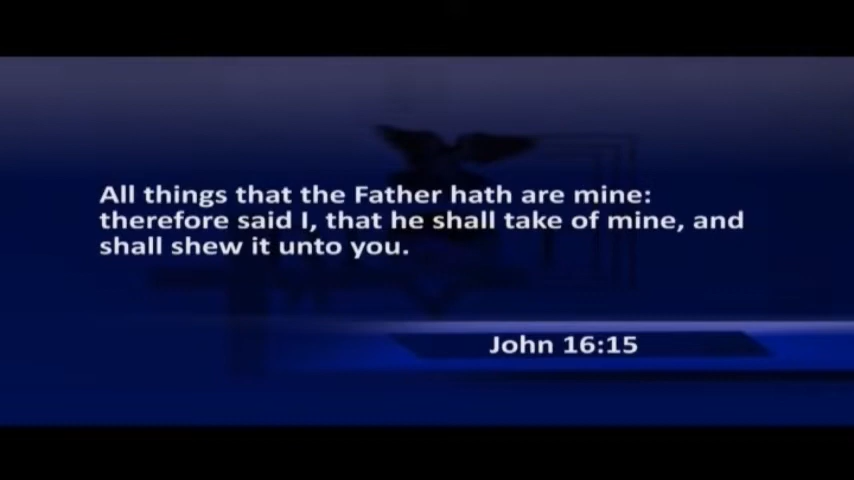 All things that the Father hath are mine:
therefore said I, that he shall take of mine, and
shall shew it unto you.
John 16:15